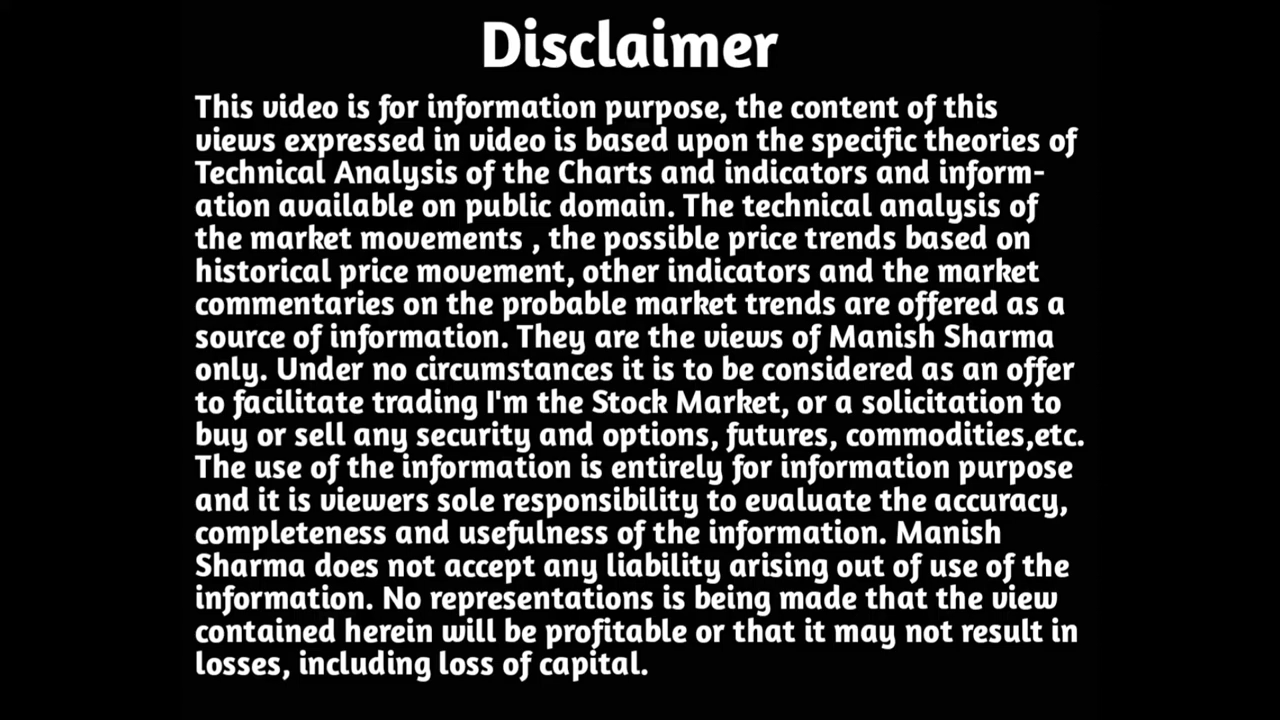 Disclaimer
This video is for information purpose, the content of this
views expressed in video is based upon the specific theories of
Technical Analysis of the Charts and indicators and inform-
ation available on public domain. The technical analysis of
the market movements , the possible price trends based on
historical price movement, other indicators and the market
commentaries on the probable market trends are offered as a
source of information. They are the views of Manish Sharma
only. Under no circumstances it is to be considered as an offer
to facilitate trading I'm the Stock Market, or a solicitation to
buy or sell any security and options, futures, commodities,etc.
The use of the information is entirely for information purpose
and it is viewers sole responsibility to evaluate the accuracy,
completeness and usefulness of the information. Manish
Sharma does not accept any liability arising out of use of the
information. No representations is being made that the view
contained herein will be profitable or that it may not result in
losses, including loss of capital.